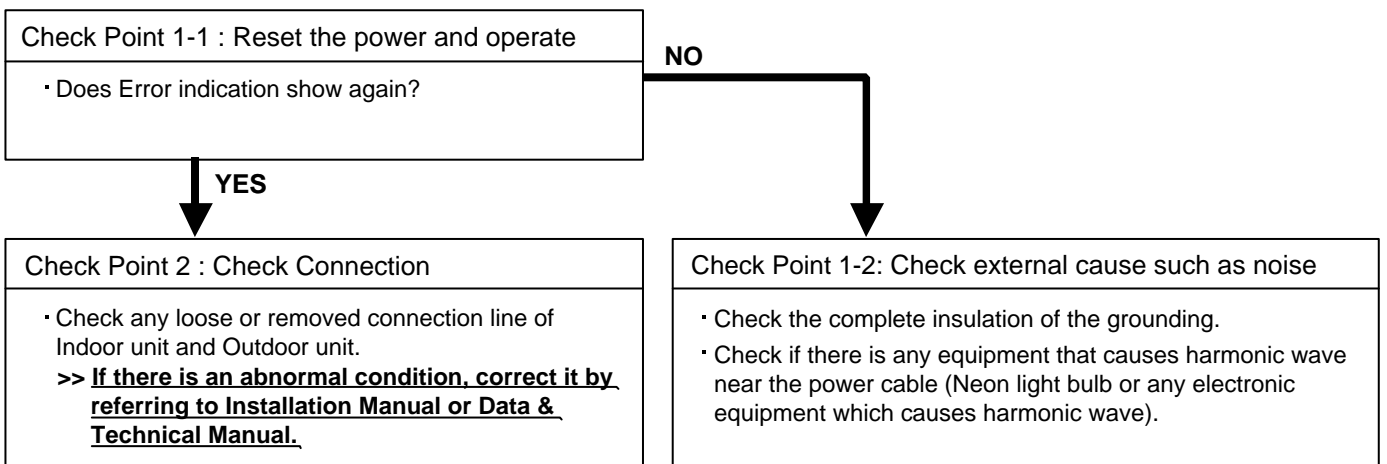 Check Point 1-1 : Reset the power and operate
・Does Error indication show again?
NO
YES
Check Point 2 : Check Connection
・Check any loose or removed connection line of
Indoor unit and Outdoor unit.
>> If there is an abnormal condition, correct it by
referring to Installation Manual or Data &
Technical Manual.
Check Point 1-2: Check external cause such as noise
・Check the complete insulation of the grounding.
・Check if there is any equipment that causes harmonic wave
near the power cable (Neon light bulb or any electronic
equipment which causes harmonic wave).